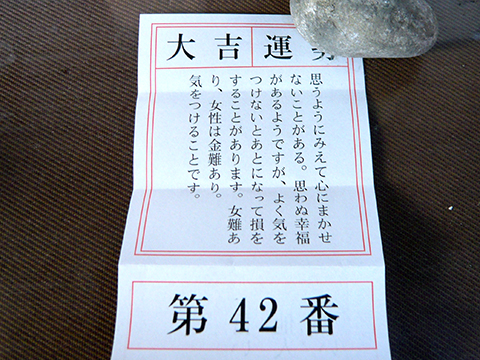 大吉運勢
思うようにみえて心にまかせ
ないことがある。思わぬ幸福
があるようですが、よく気を
つけないとあとになって損を
することがあります。女難あ
り、女性は金難あり。
気をつけることです。
第42番